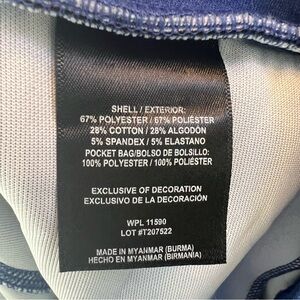 SHELL / EXTERIOR:
67% POLYESTER / 67% POLIÉSTER
28% COTTON / 28% ALGODÓN
5% SPANDEX / 5% ELASTANO
POCKET BAG/BOLSO DE BOLSILLO:
100% POLYESTER / 100% POLIÉSTER
EXCLUSIVE OF DECORATION
EXCLUSIVO DE LA DECORACIÓN
WPL 11590
LOT #T207522
MADE IN MYANMAR (BURMA)
HECHO EN MYANMAR (BIRMANIA)